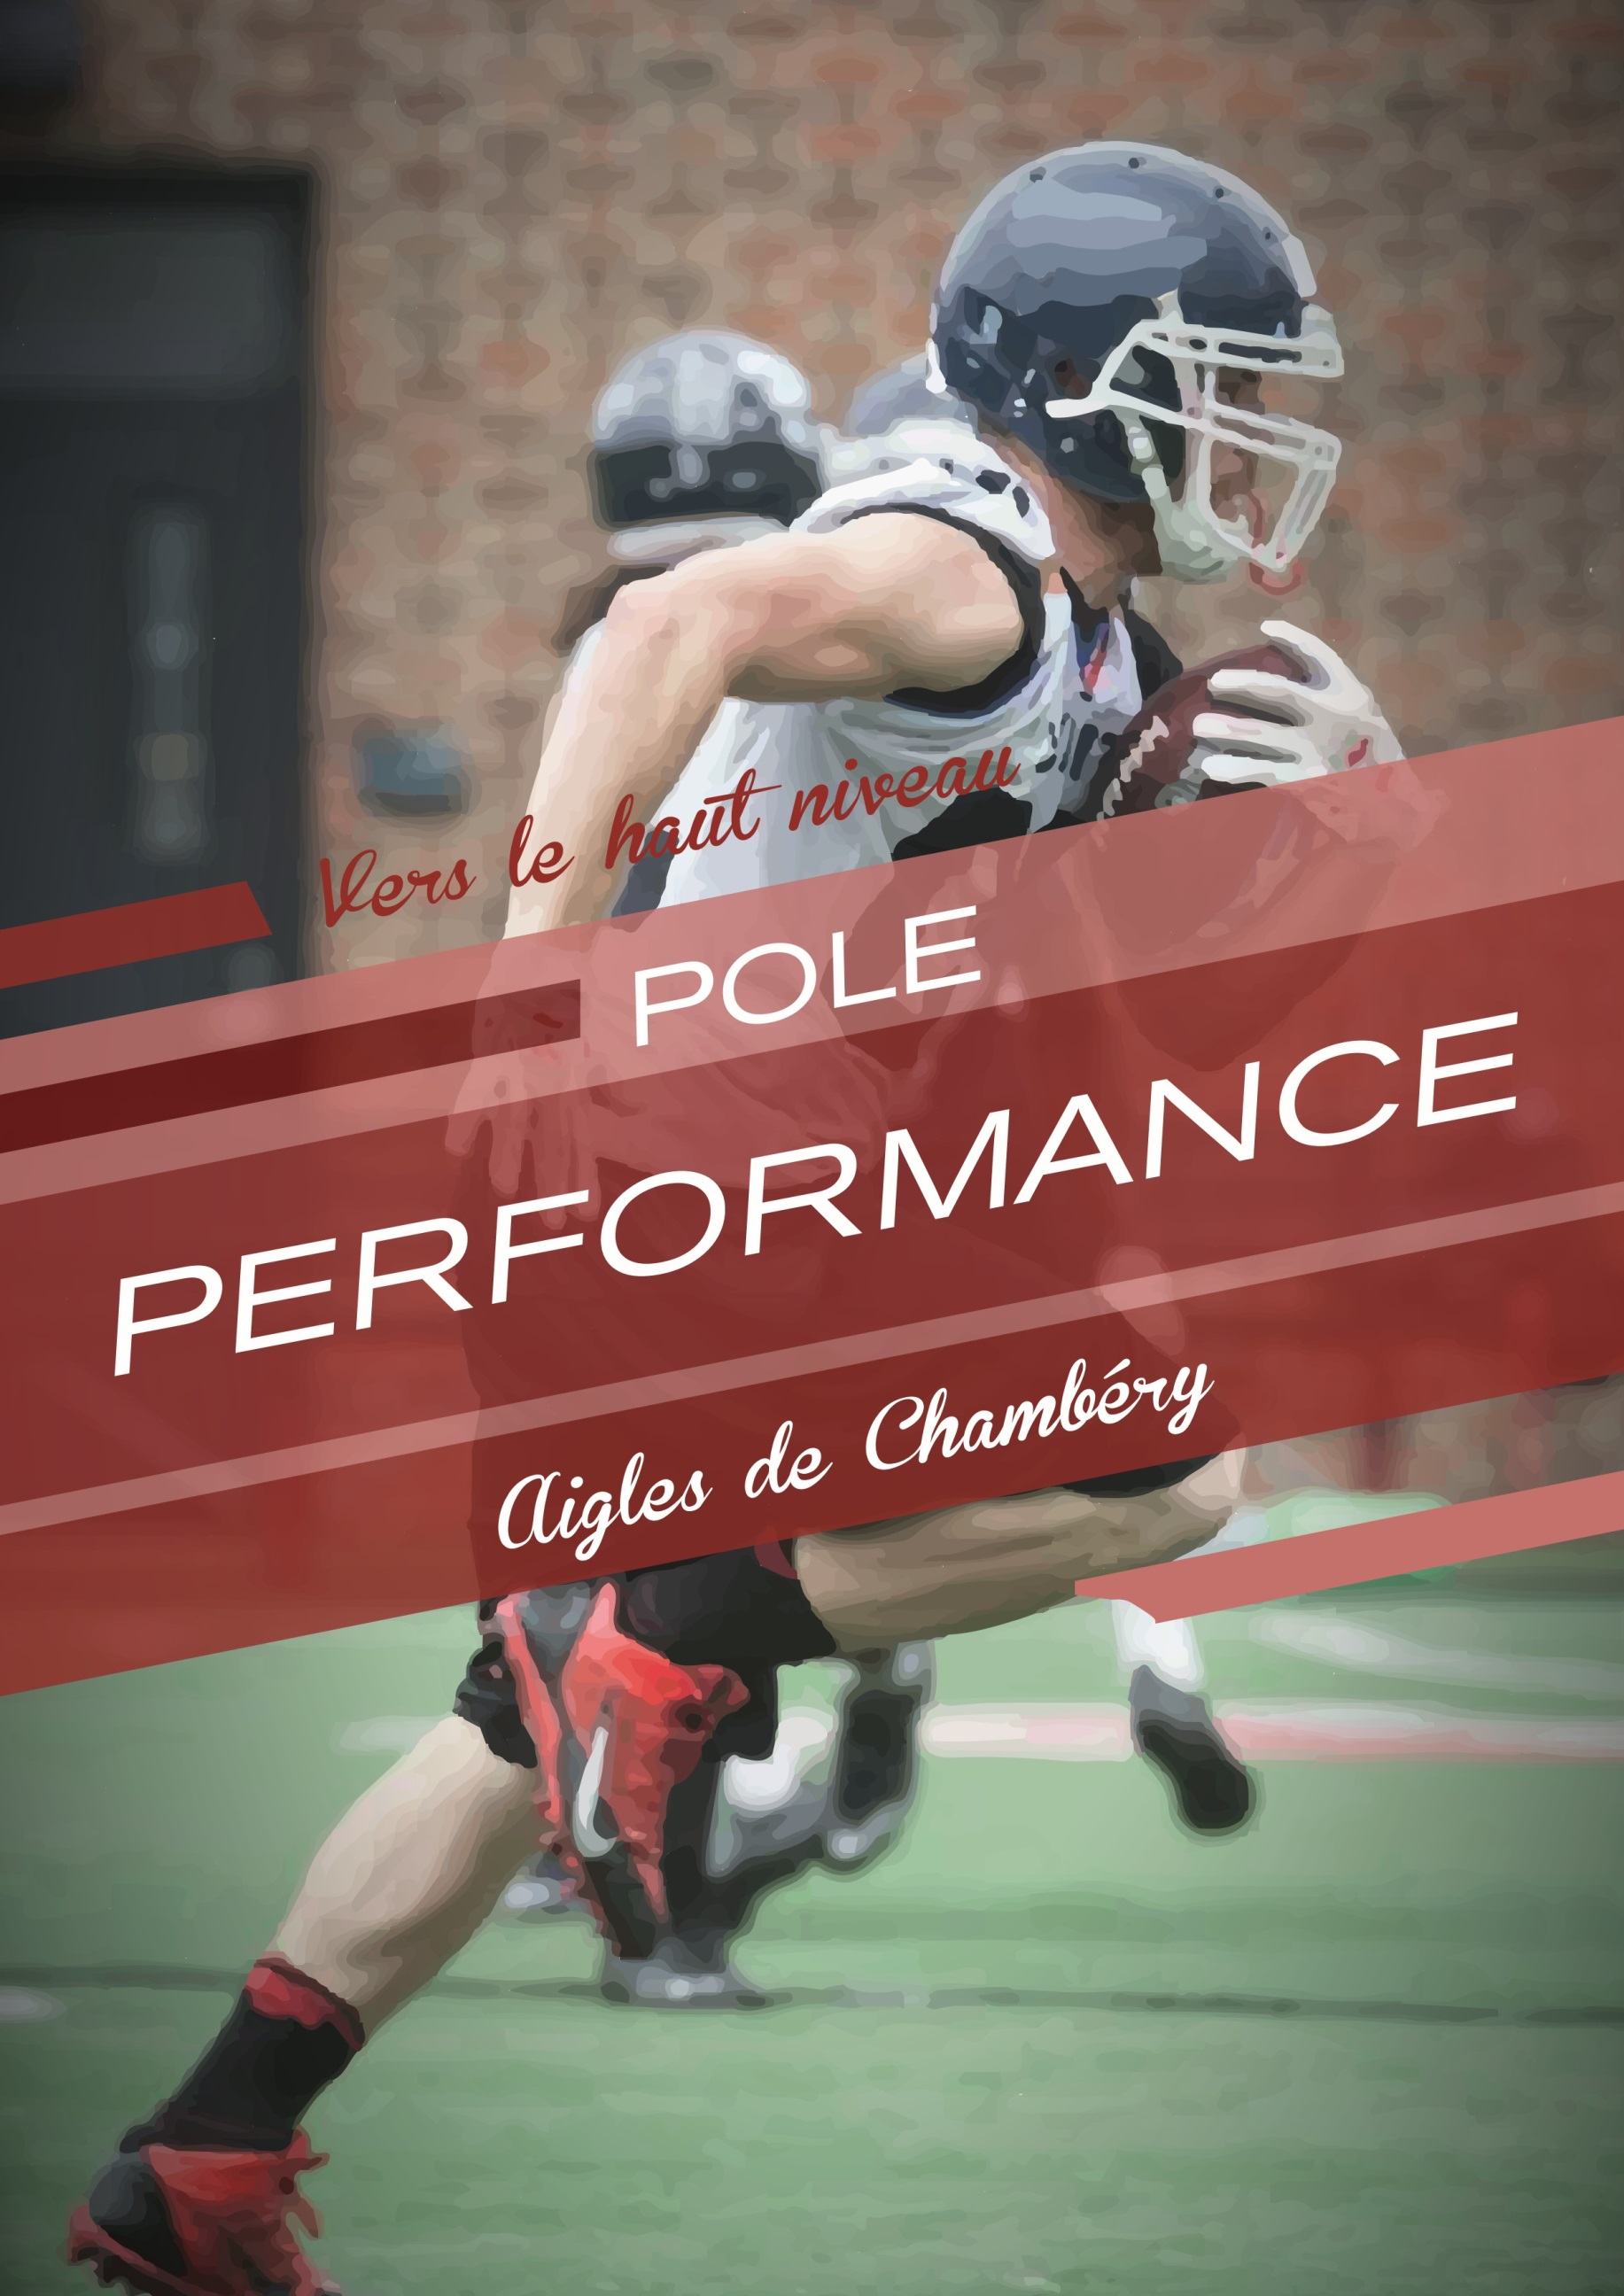 Vers le haut niveau
POLE
PERFORMANCE
Aigles de Chambéry